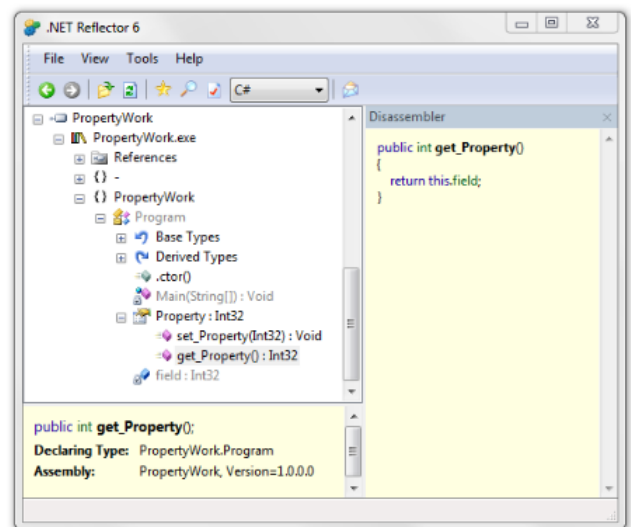 .NET Reflector 6
File View Tools Help
C#
PropertyWork
PropertyWork.exe
References
{} -
{} PropertyWork
Program
Base Types
Derived Types
.ctor()
Main(String[]) : Void
Property : Int32
set_Property(Int32) : Void
get_Property() : Int32
field : Int32
Disassembler
public int get_Property()
{
return this.field;
}
public int get_Property();
Declaring Type: PropertyWork.Program
Assembly: PropertyWork, Version=1.0.0.0